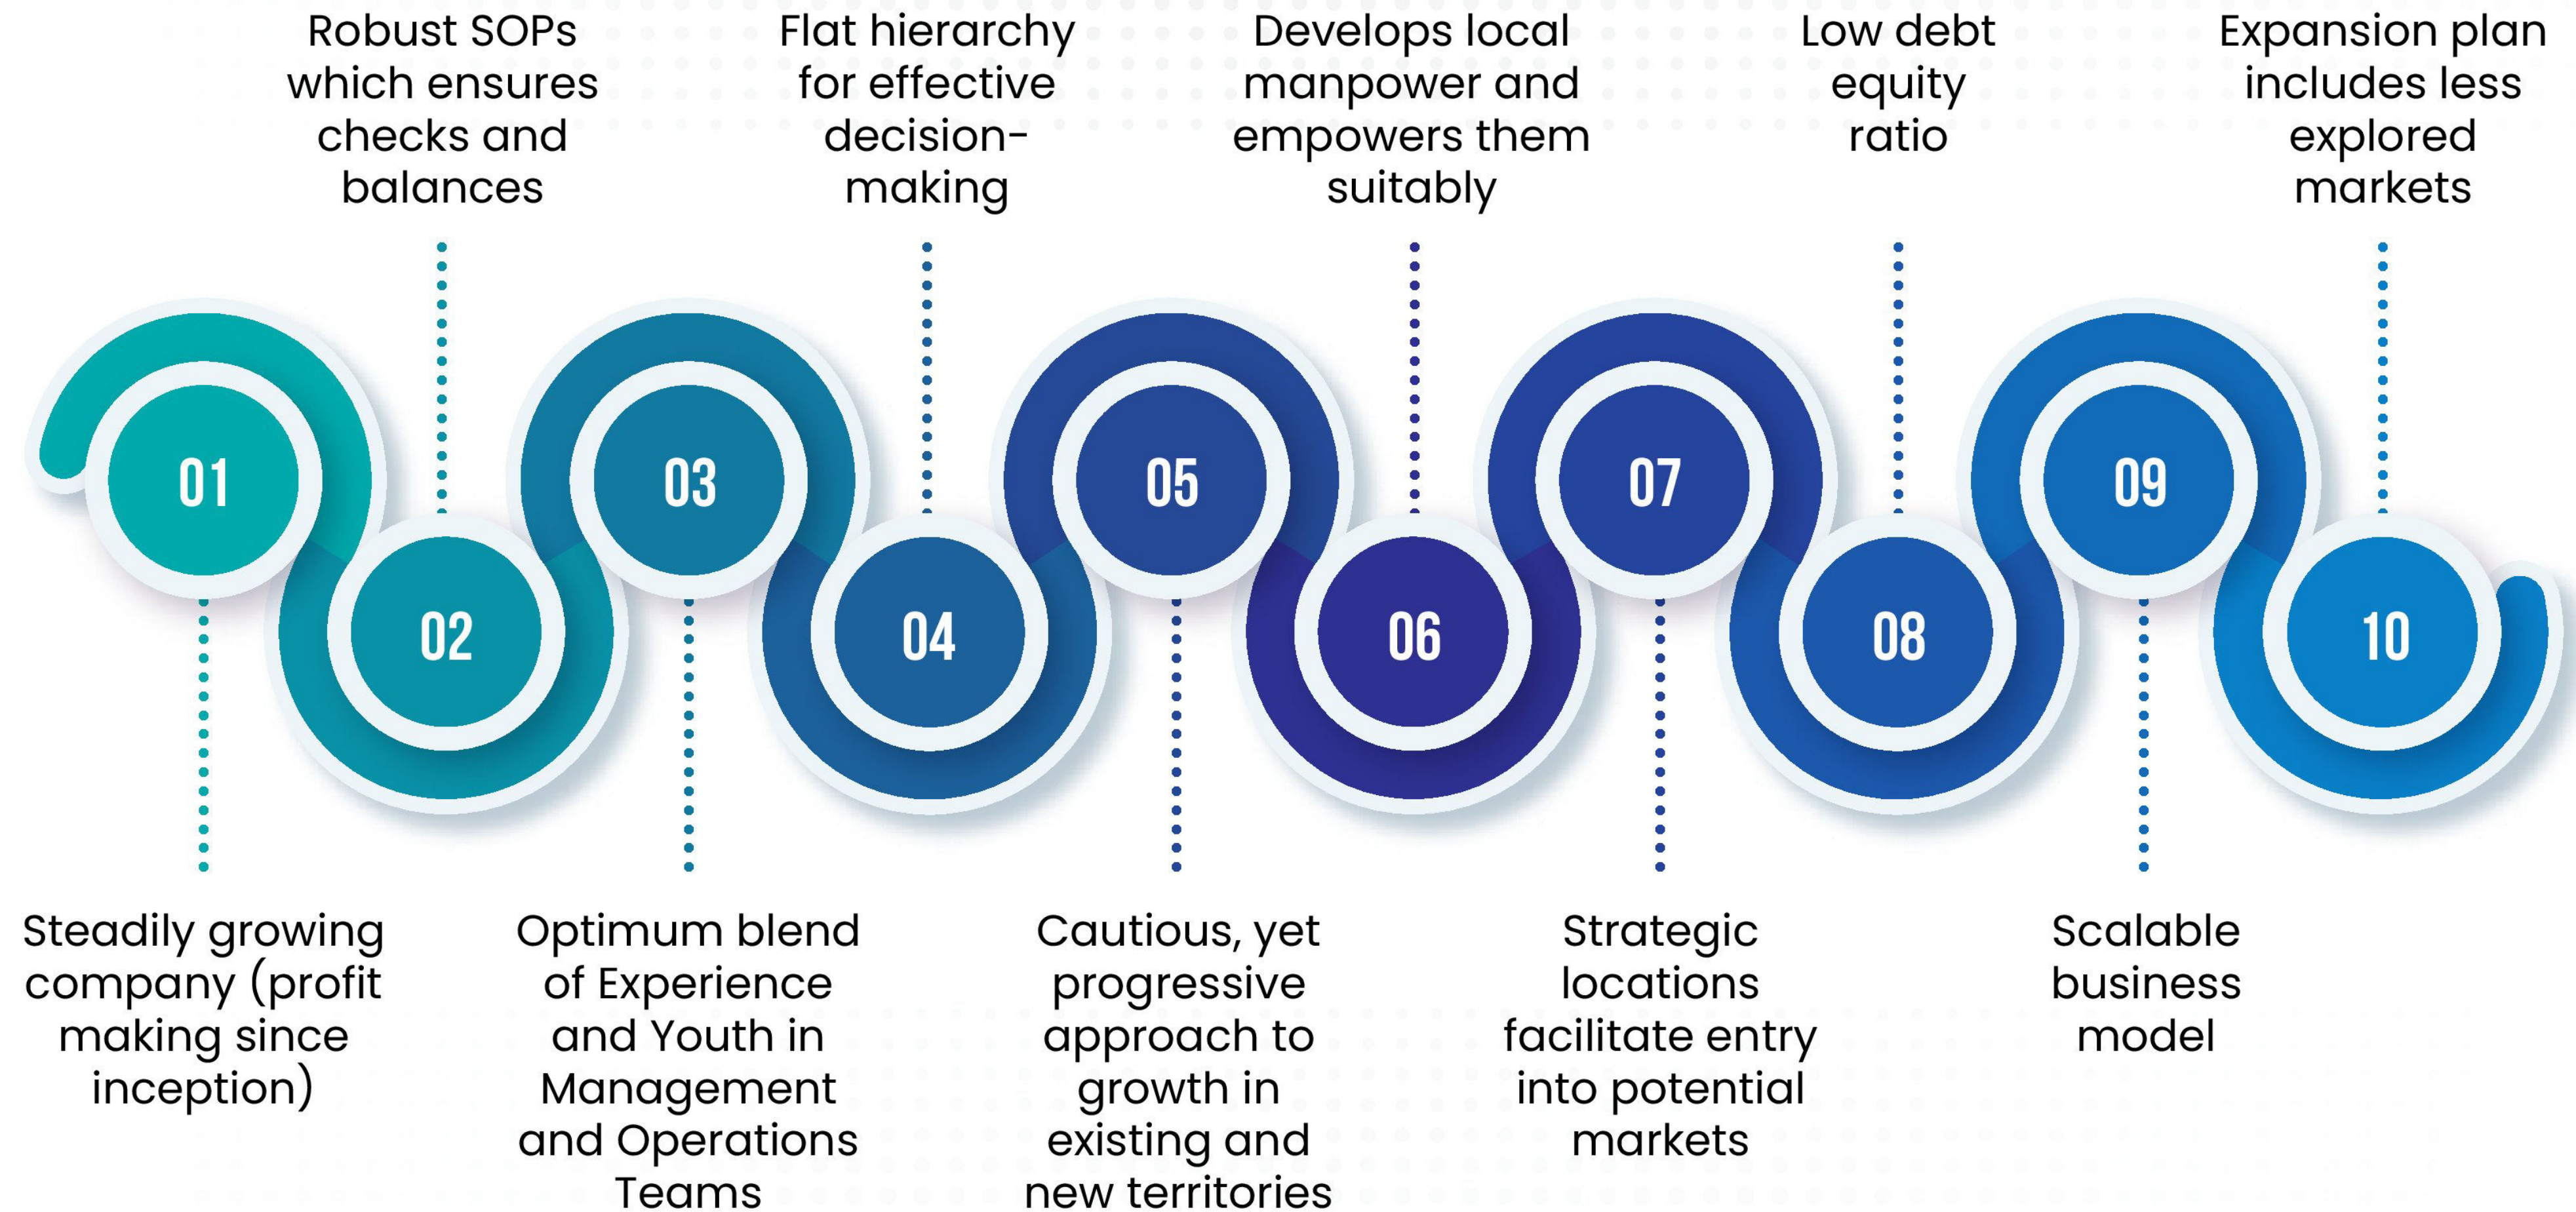 Robust SOPs
which ensures
checks and
balances
Flat hierarchy
for effective
decision-
making
Develops local
manpower and
empowers them
suitably
Low debt
equity
ratio
Expansion plan
includes less
explored
markets
01
02
03
04
05
06
07
08
09
10
Steadily growing
company (profit
making since
inception)
Optimum blend
of Experience
and Youth in
Management
and Operations
Teams
Cautious, yet
progressive
approach to
growth in
existing and
new territories
Strategic
locations
facilitate entry
into potential
markets
Scalable
business
model